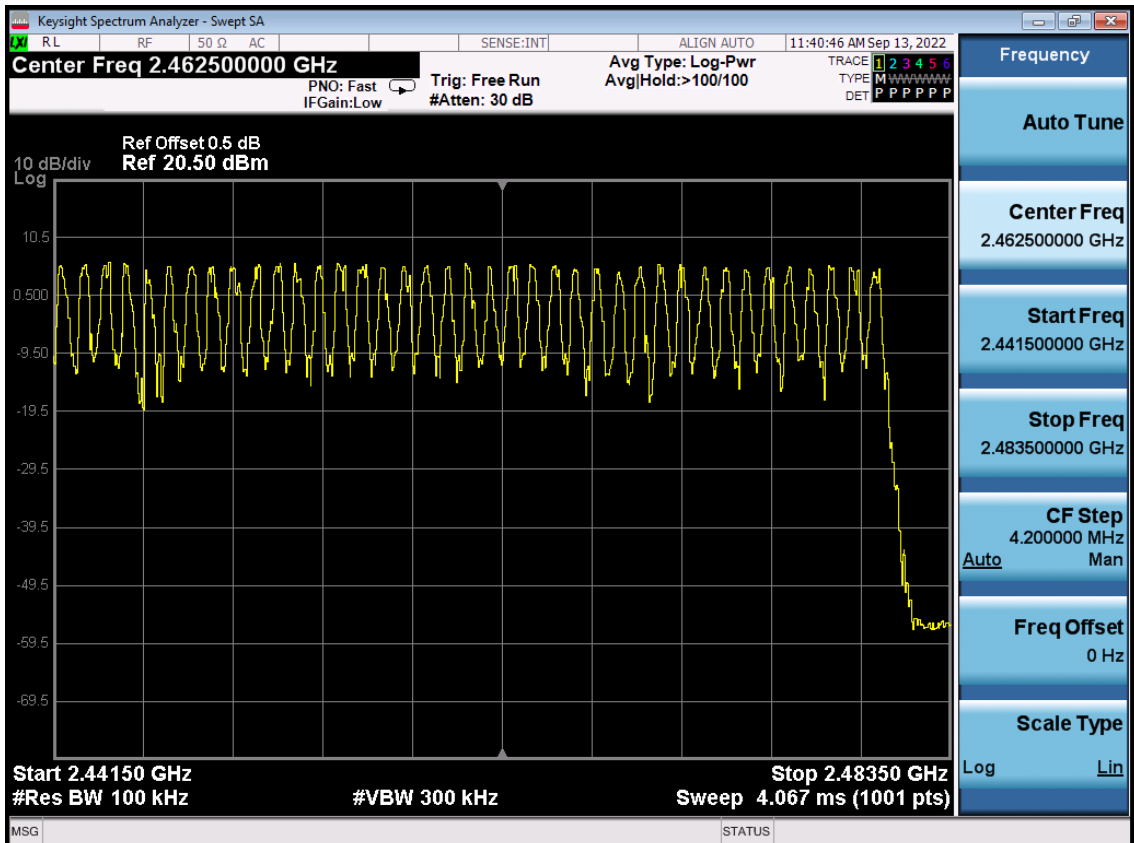 Keysight Spectrum Analyzer - Swept SA
LXI RL RF 50 Ω AC SENSE:INT ALIGN AUTO 11:40:46 AM Sep 13, 2022
Center Freq 2.462500000 GHz
PNO: Fast
IFGain:Low
Trig: Free Run
#Atten: 30 dB
Avg Type: Log-Pwr
Avg|Hold:>100/100
TRACE 1 2 3 4 5 6
TYPE M W W W W W
DET P P P P P P
Ref Offset 0.5 dB
10 dB/div Ref 20.50 dBm
Log
10.5
0.500
-9.50
-19.5
-29.5
-39.5
-49.5
-59.5
-69.5
Start 2.44150 GHz Stop 2.48350 GHz
#Res BW 100 kHz #VBW 300 kHz Sweep 4.067 ms (1001 pts)
MSG STATUS
Frequency
Auto Tune
Center Freq
2.462500000 GHz
Start Freq
2.441500000 GHz
Stop Freq
2.483500000 GHz
CF Step
4.200000 MHz
Auto Man
Freq Offset
0 Hz
Scale Type
Log Lin